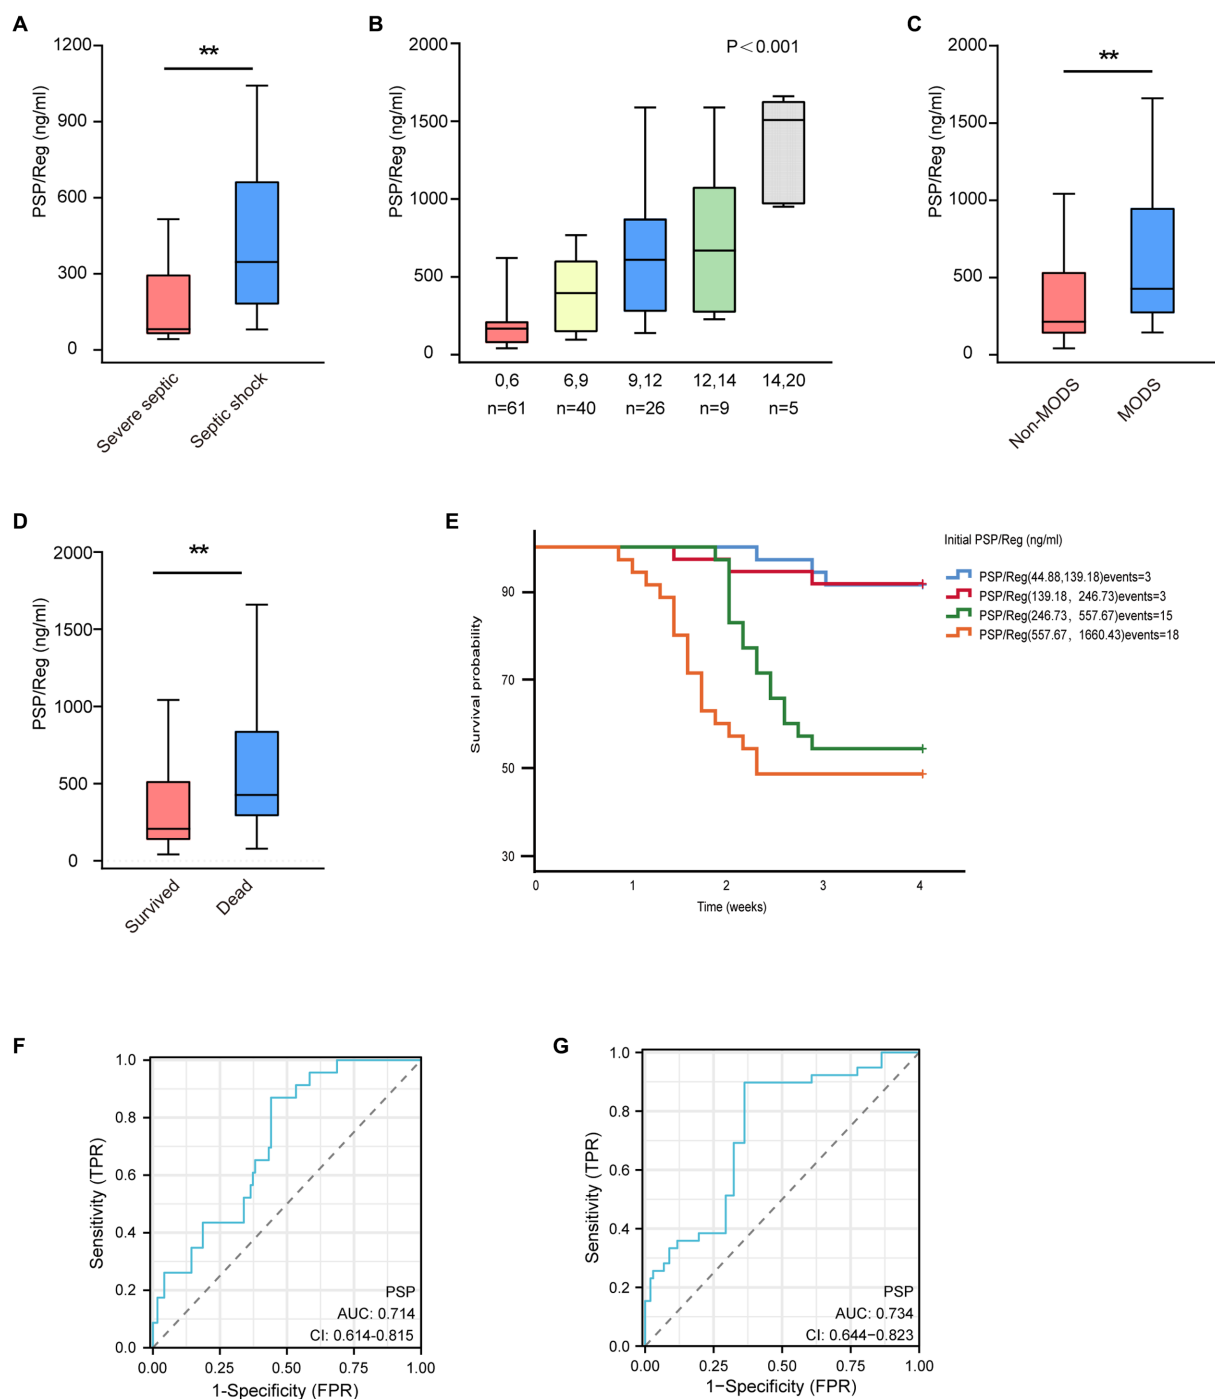 A
1200
900
600
300
0
PSP/Reg (ng/ml)
**
Severe septic
Septic shock
B
2000
1500
1000
500
0
PSP/Reg (ng/ml)
P<0.001
0,6 6,9 9,12 12,14 14,20
n=61 n=40 n=26 n=9 n=5
C
2000
1500
1000
500
0
PSP/Reg (ng/ml)
**
Non-MODS
MODS
D
2000
1500
1000
500
0
PSP/Reg (ng/ml)
**
Survived
Dead
E
90
70
50
30
Survival probability
0 1 2 3 4
Time (weeks)
Initial PSP/Reg (ng/ml)
PSP/Reg(44.88,139.18)events=3
PSP/Reg(139.18, 246.73)events=3
PSP/Reg(246.73, 557.67)events=15
PSP/Reg(557.67, 1660.43)events=18
F
1.0
0.8
0.6
0.4
0.2
0.0
Sensitivity (TPR)
PSP
AUC: 0.714
CI: 0.614-0.815
0.00 0.25 0.50 0.75 1.00
1-Specificity (FPR)
G
1.0
0.8
0.6
0.4
0.2
0.0
Sensitivity (TPR)
PSP
AUC: 0.734
CI: 0.644−0.823
0.00 0.25 0.50 0.75 1.00
1−Specificity (FPR)